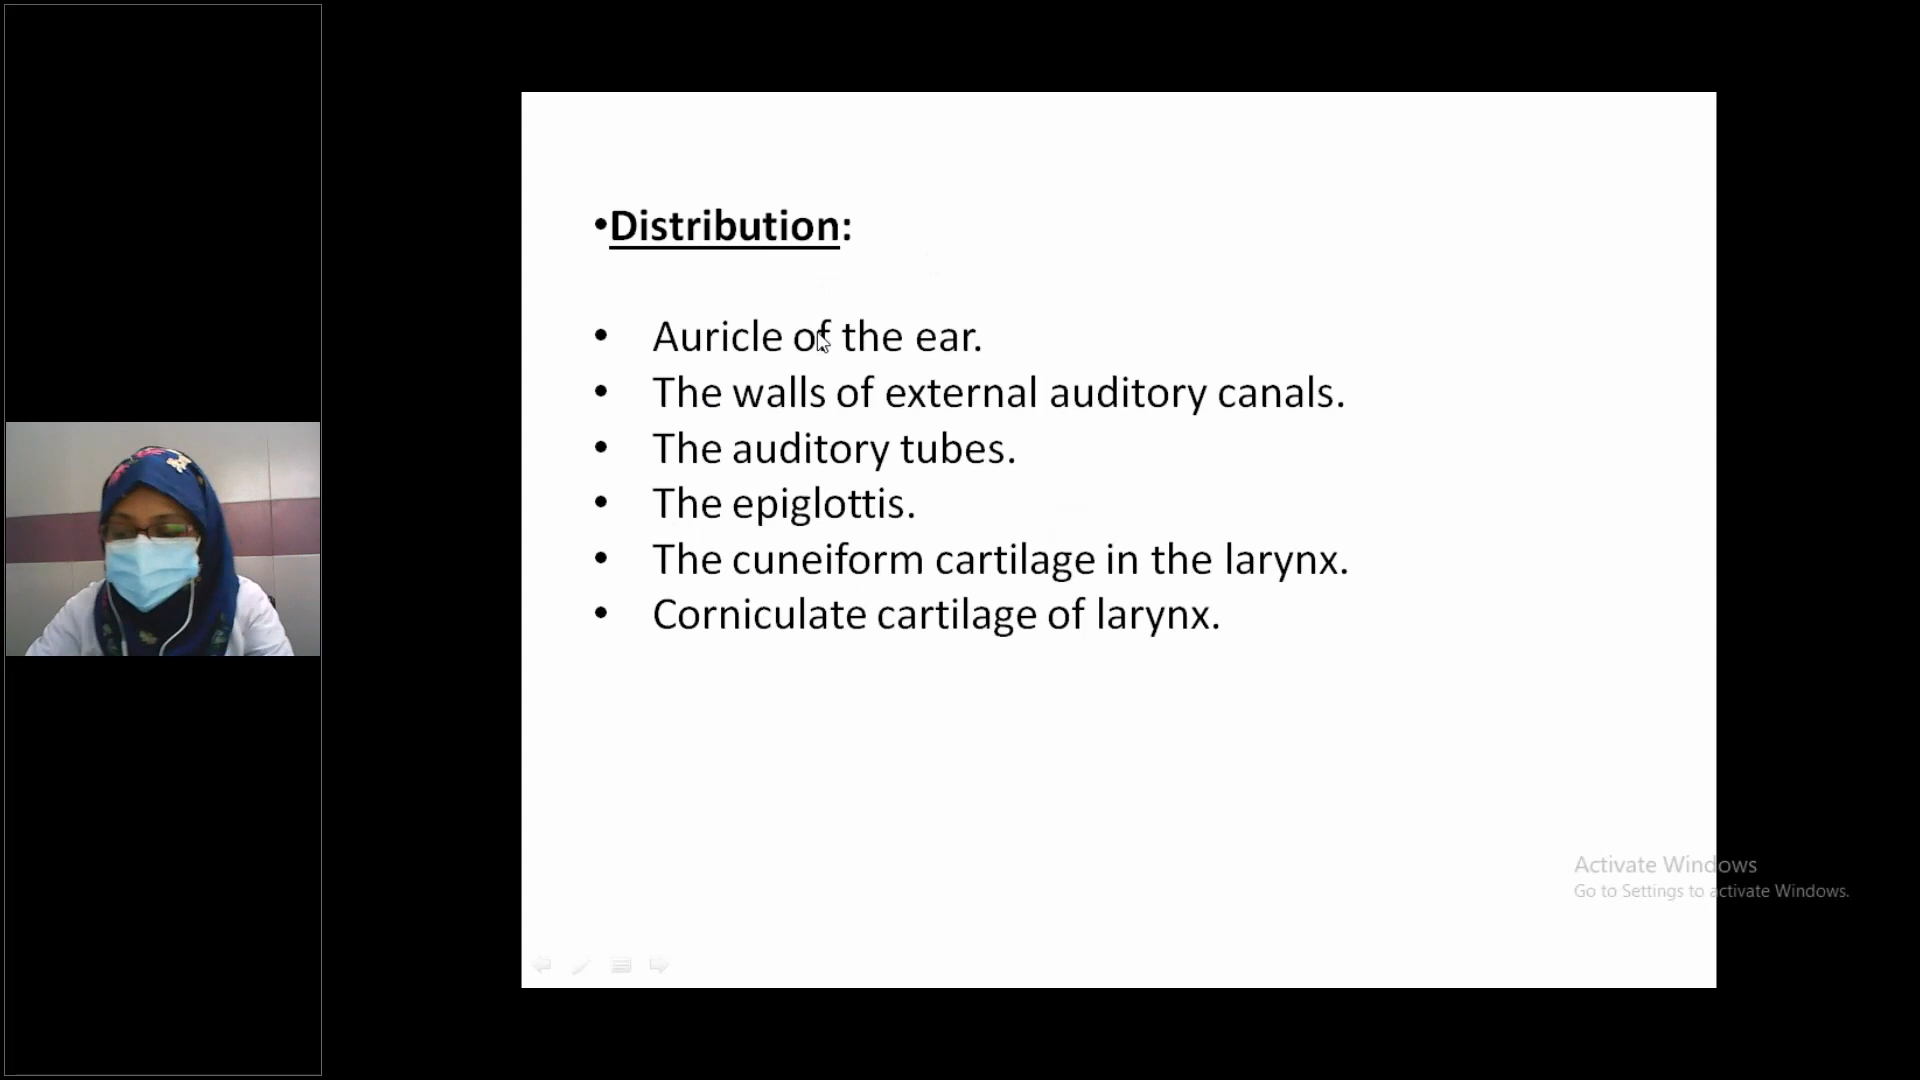 •Distribution:
• Auricle of the ear.
• The walls of external auditory canals.
• The auditory tubes.
• The epiglottis.
• The cuneiform cartilage in the larynx.
• Corniculate cartilage of larynx.
Activate Windows
Go to Settings to activate Windows.